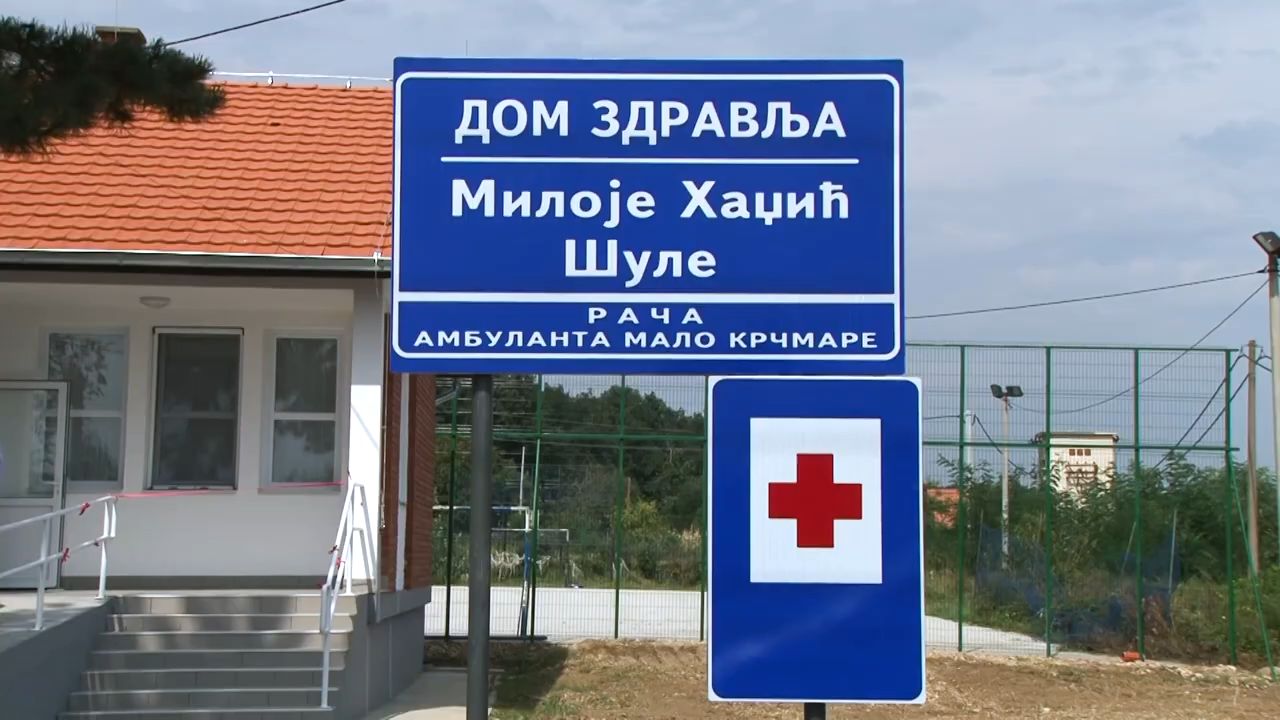 ДОМ ЗДРАВЉА
Милоје Хаџић
Шуле
РАЧА
АМБУЛАНТА МАЛО КРЧМАРЕ